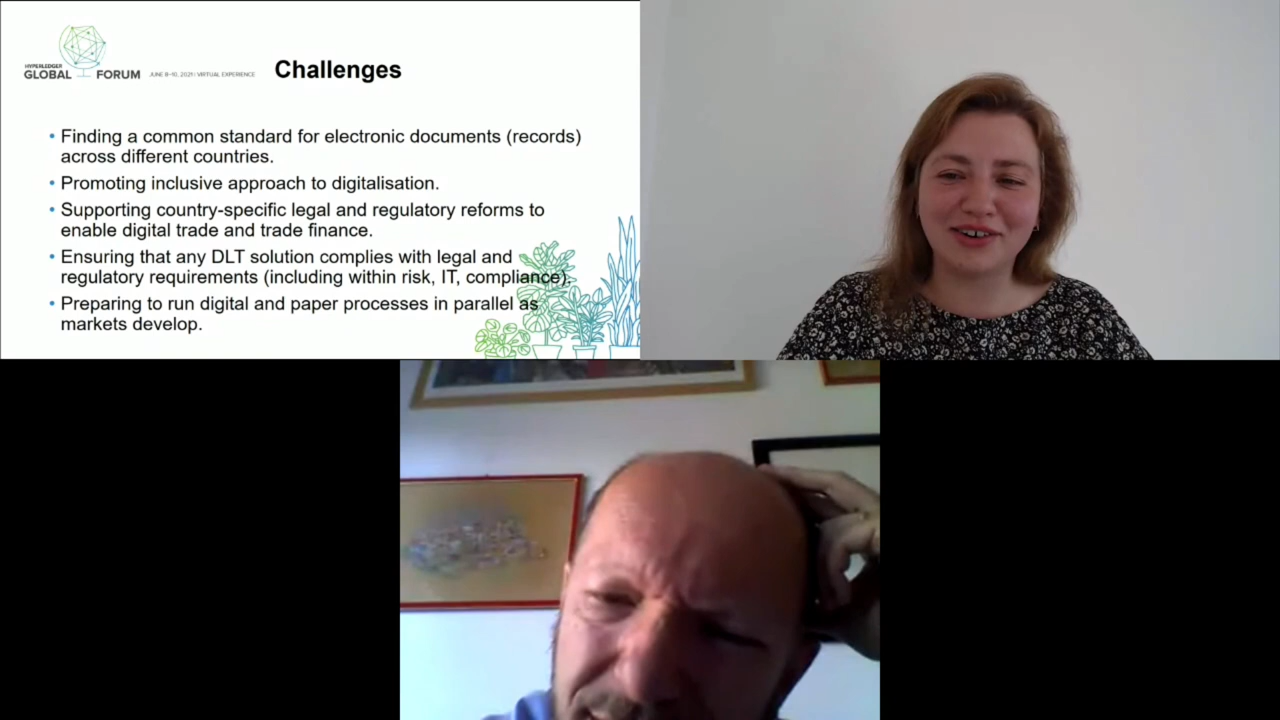 HYPERLEDGER
GLOBAL FORUM JUNE 8-10, 2021 | VIRTUAL EXPERIENCE
Challenges
• Finding a common standard for electronic documents (records)
across different countries.
• Promoting inclusive approach to digitalisation.
• Supporting country-specific legal and regulatory reforms to
enable digital trade and trade finance.
• Ensuring that any DLT solution complies with legal and
regulatory requirements (including within risk, IT, compliance).
• Preparing to run digital and paper processes in parallel as
markets develop.